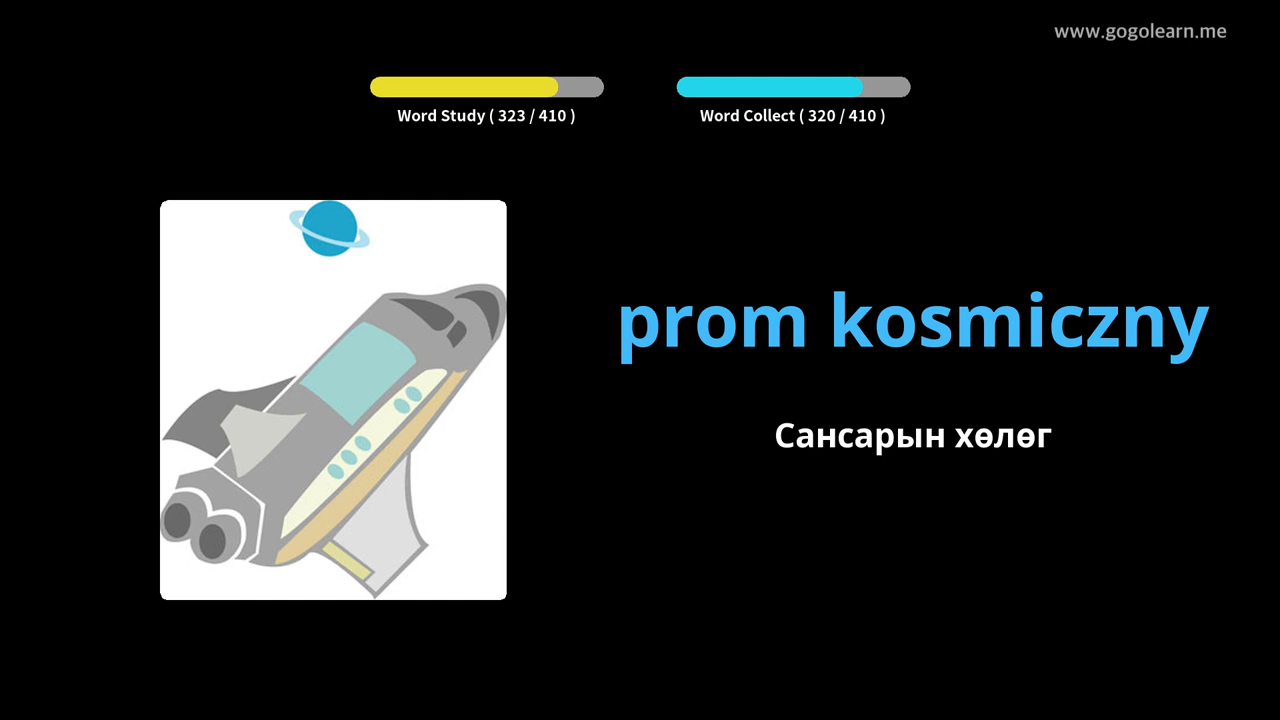 www.gogolearn.me
Word Study ( 323 / 410 )
Word Collect ( 320 / 410 )
prom kosmiczny
Сансарын хөлөг